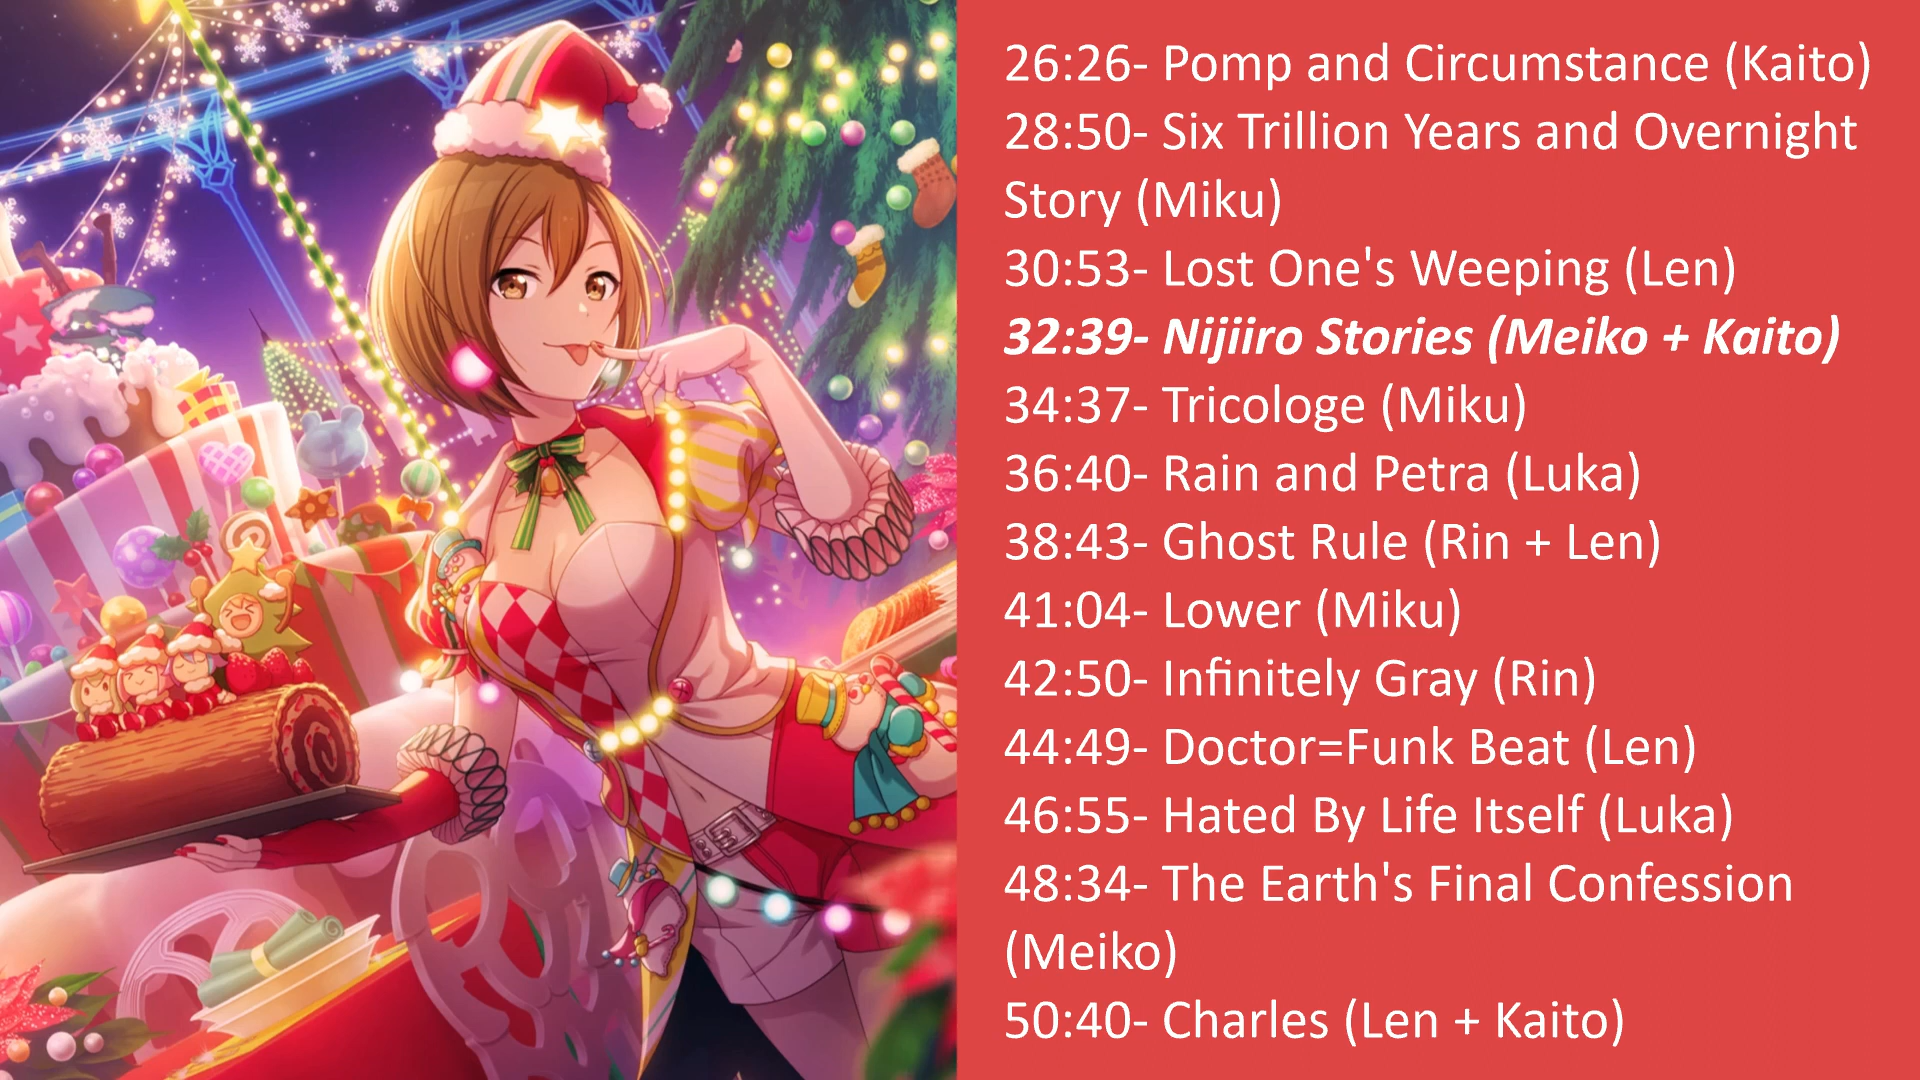 26:26- Pomp and Circumstance (Kaito)
28:50- Six Trillion Years and Overnight
Story (Miku)
30:53- Lost One's Weeping (Len)
32:39- Nijiiro Stories (Meiko + Kaito)
34:37- Tricologe (Miku)
36:40- Rain and Petra (Luka)
38:43- Ghost Rule (Rin + Len)
41:04- Lower (Miku)
42:50- Infinitely Gray (Rin)
44:49- Doctor=Funk Beat (Len)
46:55- Hated By Life Itself (Luka)
48:34- The Earth's Final Confession
(Meiko)
50:40- Charles (Len + Kaito)